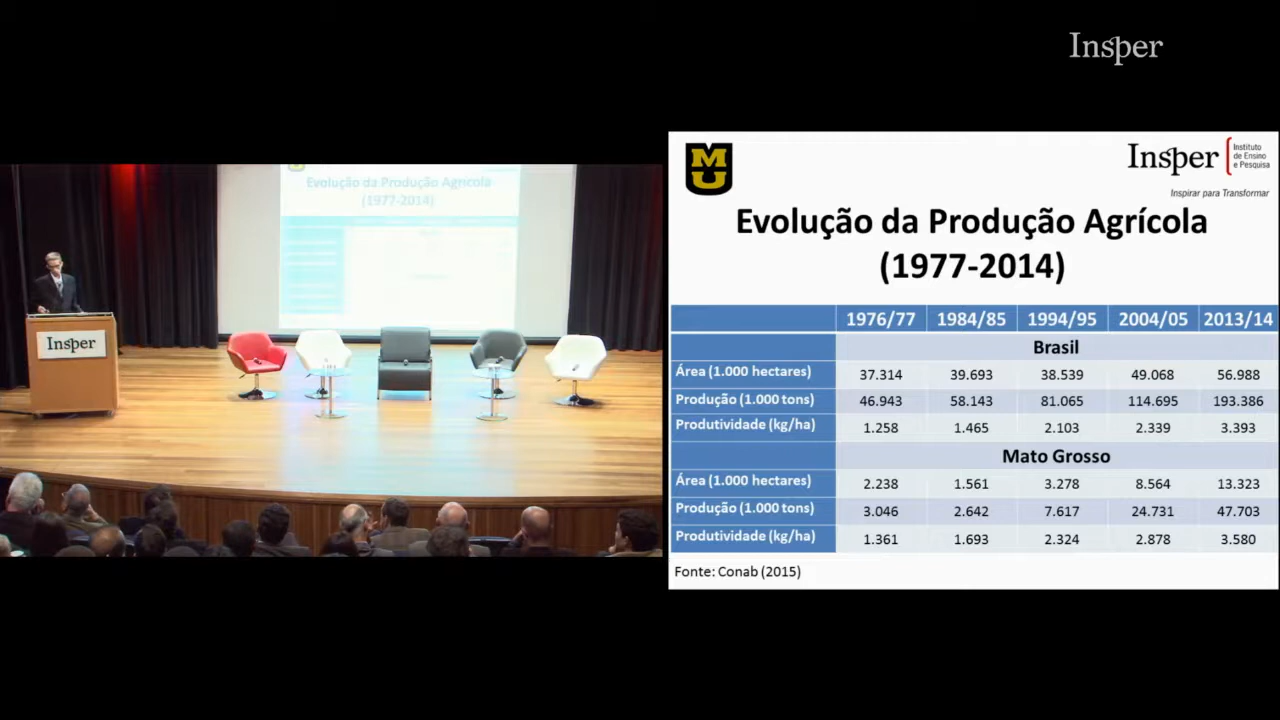 Insper
Evolução da Produção Agrícola
(1977-2014)
Insper
MU
Insper
Instituto
de Ensino
e Pesquisa
Inspirar para Transformar
Evolução da Produção Agrícola
(1977-2014)
1976/77 1984/85 1994/95 2004/05 2013/14
Brasil
Área (1.000 hectares) 37.314 39.693 38.539 49.068 56.988
Produção (1.000 tons) 46.943 58.143 81.065 114.695 193.386
Produtividade (kg/ha) 1.258 1.465 2.103 2.339 3.393
Mato Grosso
Área (1.000 hectares) 2.238 1.561 3.278 8.564 13.323
Produção (1.000 tons) 3.046 2.642 7.617 24.731 47.703
Produtividade (kg/ha) 1.361 1.693 2.324 2.878 3.580
Fonte: Conab (2015)